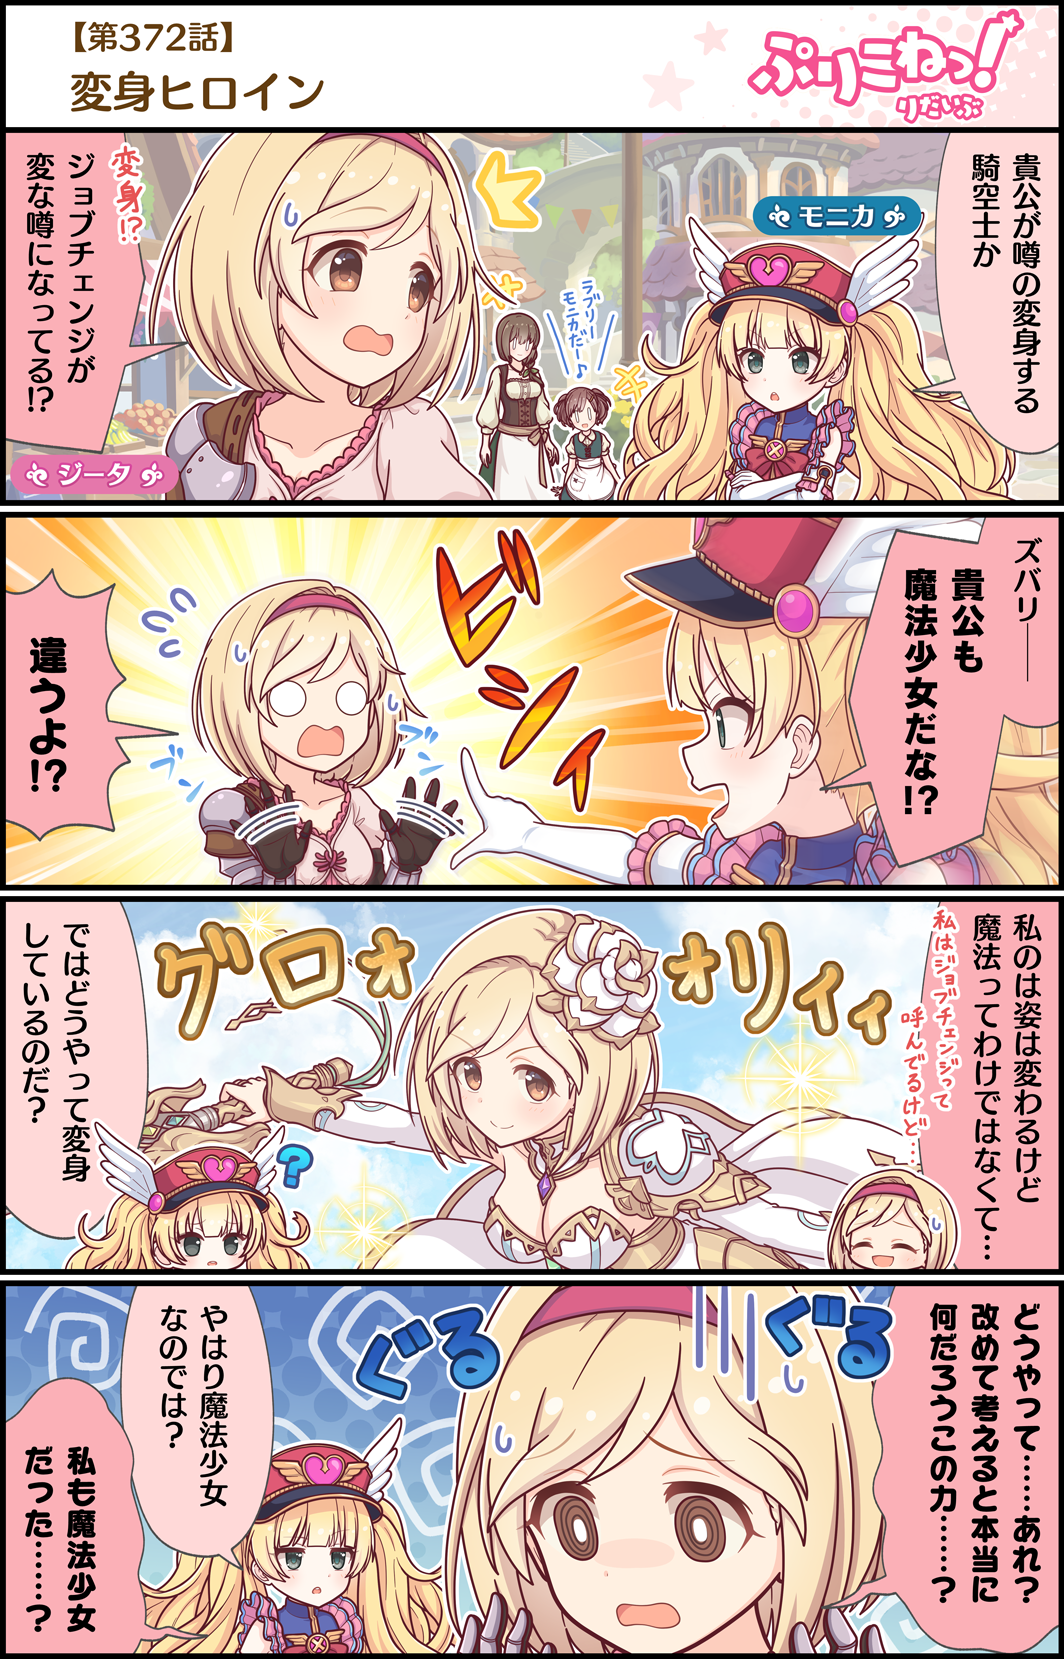 【第372話】
変身ヒロイン
ぷりこねっ!
りだいぶ
貴公が噂の変身する
騎空士か
モニカ
ラブリー
モニカだー♪
変身!?
ジョブチェンジが
変な噂になってる!?
ジータ
ズバリ――
貴公も
魔法少女だな!?
ビシィ
ブン
ブン
違うよ!?
私のは姿は変わるけど
魔法ってわけではなくて…
私はジョブチェンジって
呼んでるけど…
グロォ
ォリィィ
ではどうやって変身
しているのだ?
?
どうやって……あれ?
改めて考えると本当に
何だろうこの力……?
ぐる
ぐる
やはり魔法少女
なのでは?
私も魔法少女
だった……?